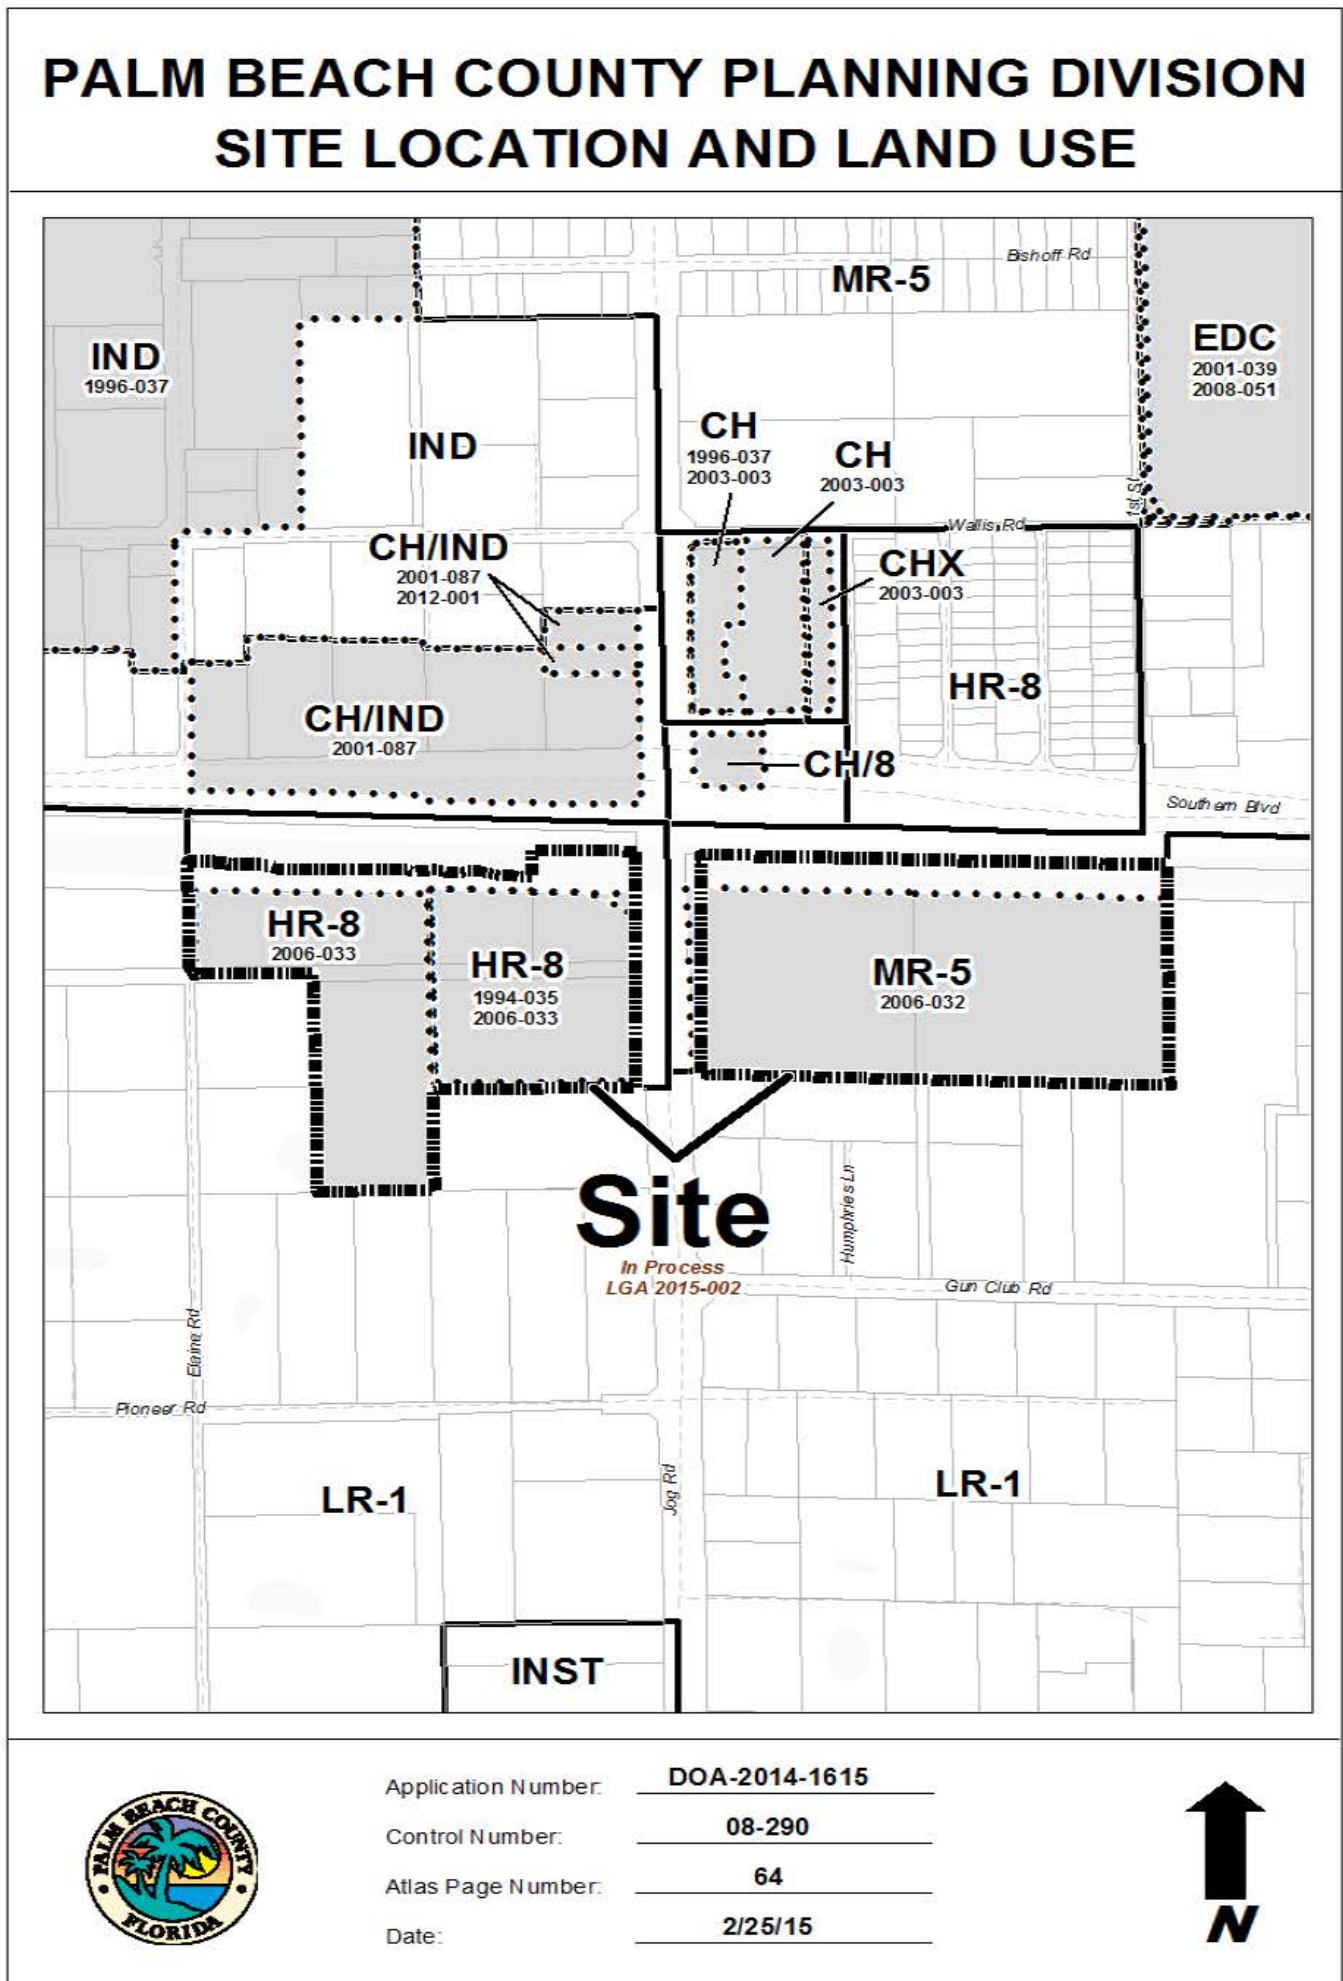 PALM BEACH COUNTY PLANNING DIVISION
SITE LOCATION AND LAND USE
Bishoff Rd
MR-5
IND
1996-037
EDC
2001-039
2008-051
IND
CH
1996-037
2003-003
CH
2003-003
1st St
Wallis Rd
CH/IND
2001-087
2012-001
CHX
2003-003
HR-8
CH/IND
2001-087
CH/8
Southern Blvd
HR-8
2006-033
HR-8
1994-035
2006-033
MR-5
2006-032
Site
In Process
LGA 2015-002
Humphries Ln
Gun Club Rd
Elaine Rd
Pioneer Rd
Jog Rd
LR-1
LR-1
INST
PALM BEACH COUNTY
FLORIDA
Application Number: DOA-2014-1615
Control Number: 08-290
Atlas Page Number: 64
Date: 2/25/15
N